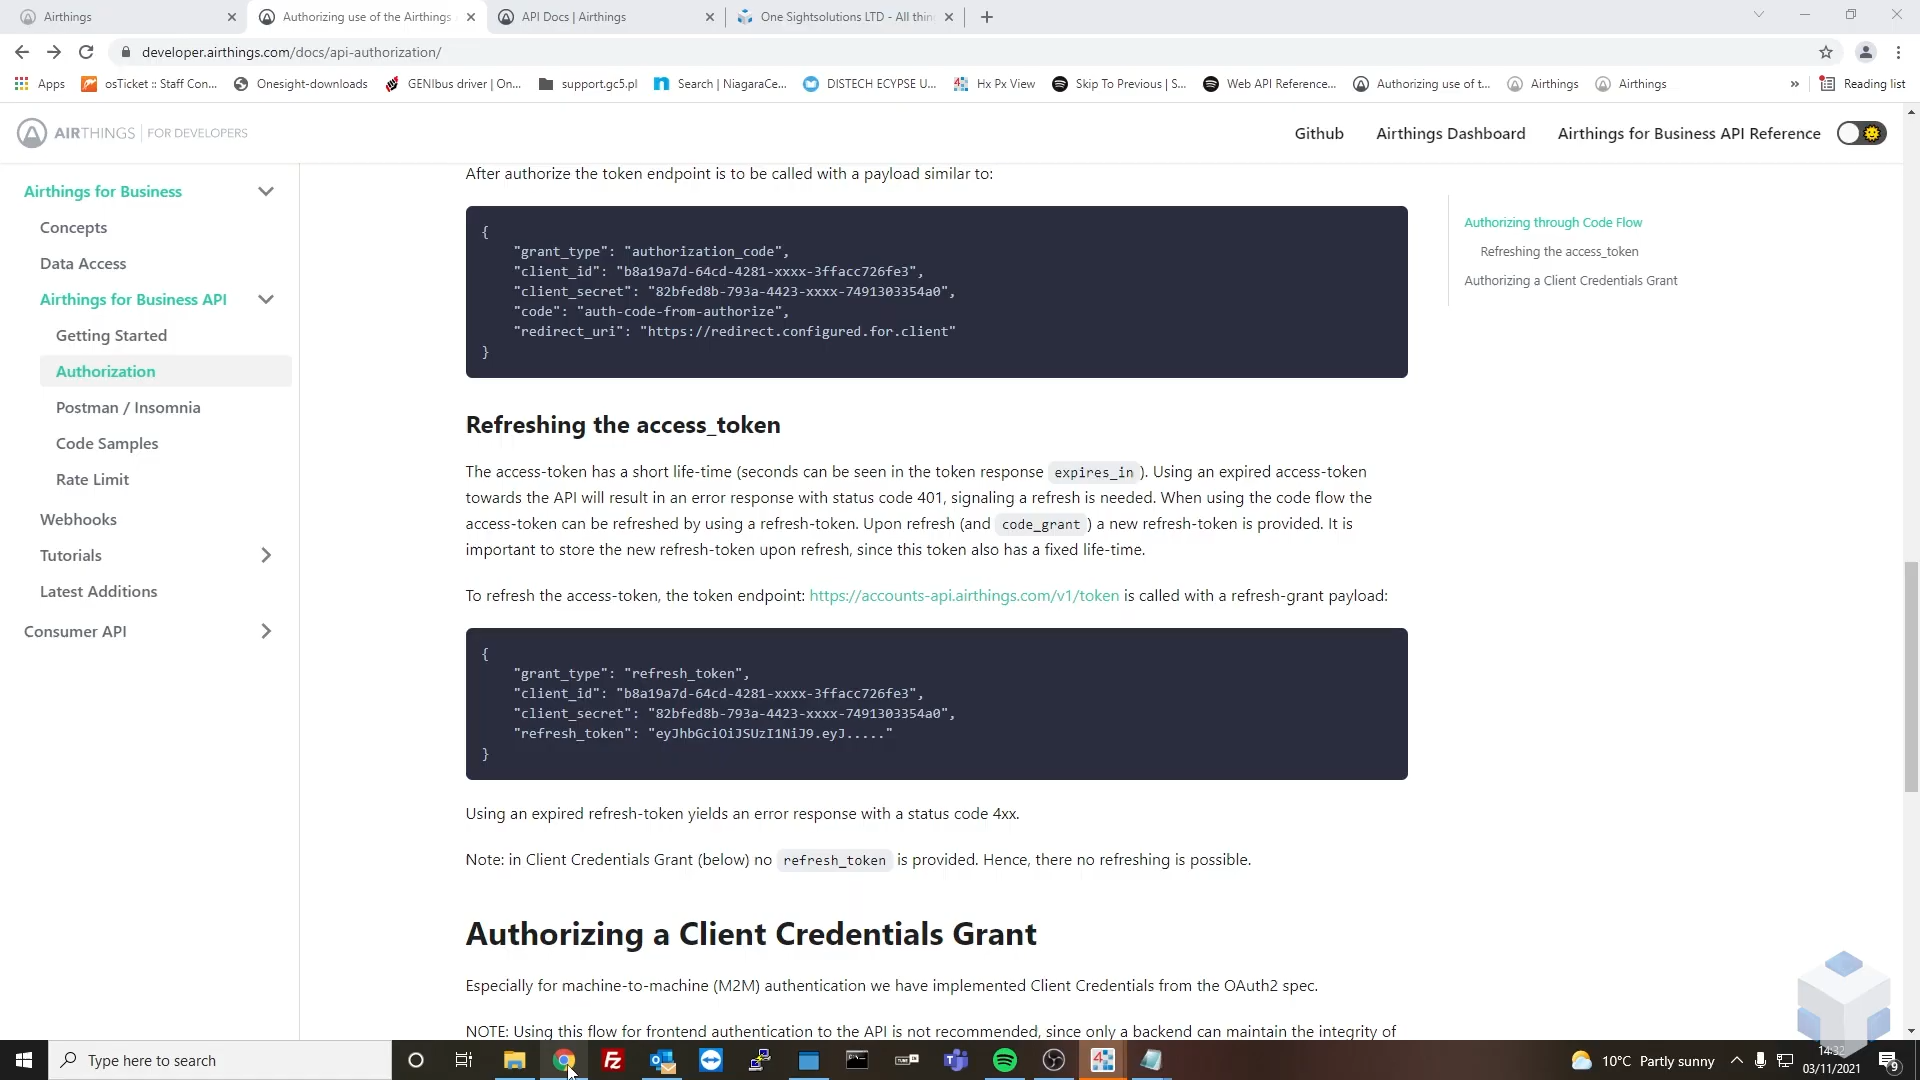 Airthings
Authorizing use of the Airthings
API Docs | Airthings
One Sightsolutions LTD - All thin
developer.airthings.com/docs/api-authorization/
Apps
osTicket :: Staff Con...
Onesight-downloads
GENIbus driver | On...
support.gc5.pl
Search | NiagaraCe...
DISTECH ECYPSE U...
Hx Px View
Skip To Previous | S...
Web API Reference...
Authorizing use of t...
Airthings
Airthings
»
Reading list
AIRTHINGS | FOR DEVELOPERS
Github
Airthings Dashboard
Airthings for Business API Reference
Airthings for Business
Concepts
Data Access
Airthings for Business API
Getting Started
Authorization
Postman / Insomnia
Code Samples
Rate Limit
Webhooks
Tutorials
Latest Additions
Consumer API
After authorize the token endpoint is to be called with a payload similar to:
{
"grant_type": "authorization_code",
"client_id": "b8a19a7d-64cd-4281-xxxx-3ffacc726fe3",
"client_secret": "82bfed8b-793a-4423-xxxx-7491303354a0",
"code": "auth-code-from-authorize",
"redirect_uri": "https://redirect.configured.for.client"
}
Refreshing the access_token
The access-token has a short life-time (seconds can be seen in the token response expires_in ). Using an expired access-token
towards the API will result in an error response with status code 401, signaling a refresh is needed. When using the code flow the
access-token can be refreshed by using a refresh-token. Upon refresh (and code_grant ) a new refresh-token is provided. It is
important to store the new refresh-token upon refresh, since this token also has a fixed life-time.
To refresh the access-token, the token endpoint: https://accounts-api.airthings.com/v1/token is called with a refresh-grant payload:
{
"grant_type": "refresh_token",
"client_id": "b8a19a7d-64cd-4281-xxxx-3ffacc726fe3",
"client_secret": "82bfed8b-793a-4423-xxxx-7491303354a0",
"refresh_token": "eyJhbGciOiJSUzI1NiJ9.eyJ....."
}
Using an expired refresh-token yields an error response with a status code 4xx.
Note: in Client Credentials Grant (below) no refresh_token is provided. Hence, there no refreshing is possible.
Authorizing a Client Credentials Grant
Especially for machine-to-machine (M2M) authentication we have implemented Client Credentials from the OAuth2 spec.
NOTE: Using this flow for frontend authentication to the API is not recommended, since only a backend can maintain the integrity of
Authorizing through Code Flow
Refreshing the access_token
Authorizing a Client Credentials Grant
Type here to search
10°C Partly sunny
14:32
03/11/2021
9